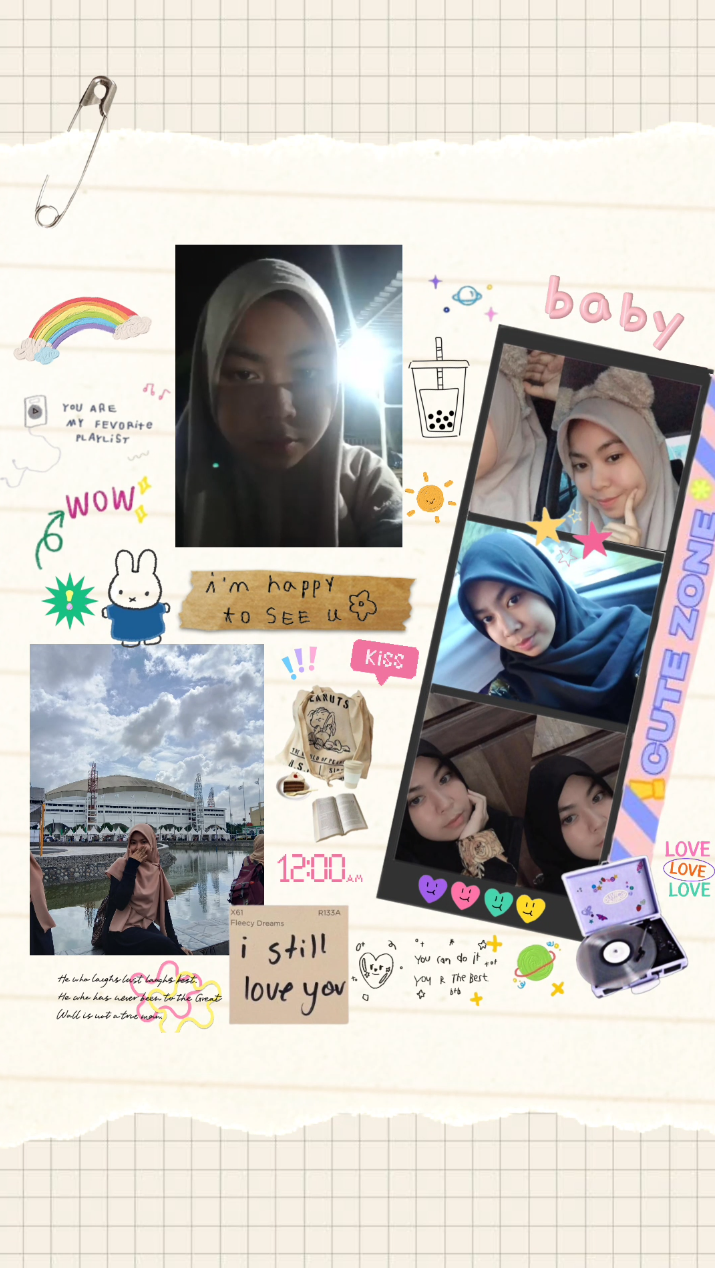 baby
YOU ARE
MY FEVORITE
PLAYLIST
WOW
i'm happy
to SEE U
CUTE ZONE
Kiss
PEANUTS
12:00 AM
LOVE
LOVE
LOVE
X61 R133A
Fleecy Dreams
i still
love you
You can do it
you R The Best
He who laughs last laughs best.
He who has never been to the Great
Wall is not a true man.